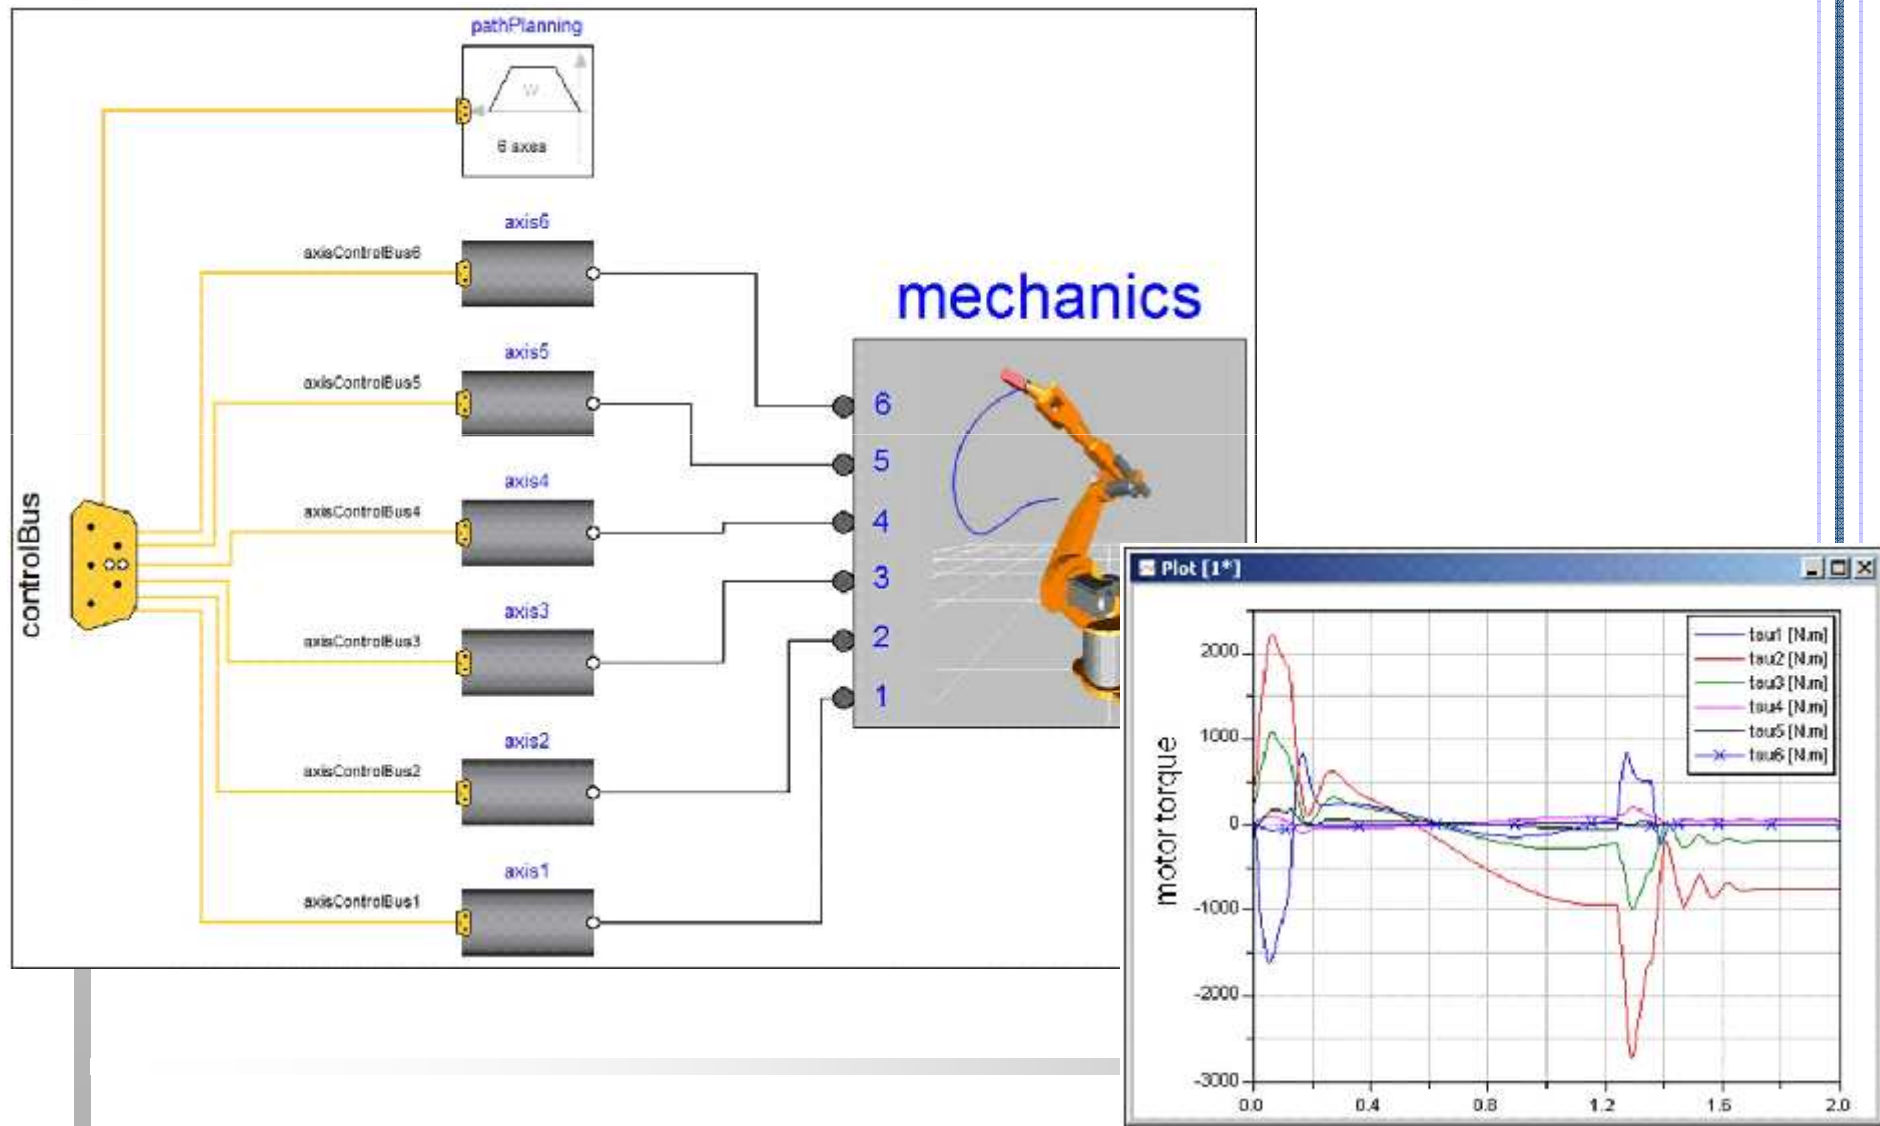 pathPlanning
W
6 axes
axis6
axisControlBus6
axis5
axisControlBus5
axis4
axisControlBus4
axis3
axisControlBus3
axis2
axisControlBus2
axis1
axisControlBus1
controlBus
mechanics
6
5
4
3
2
1
Plot [1*]
tau1 [N.m]
tau2 [N.m]
tau3 [N.m]
tau4 [N.m]
tau5 [N.m]
tau6 [N.m]
motor torque
2000
1000
0
-1000
-2000
-3000
0.0 0.4 0.8 1.2 1.6 2.0